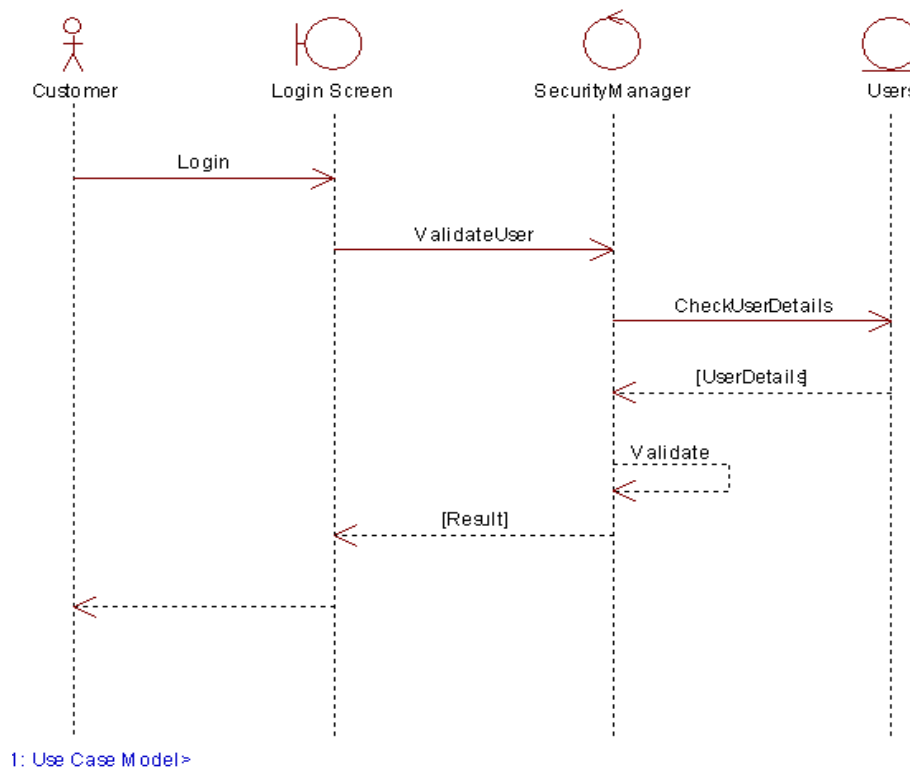 Customer
Login Screen
SecurityManager
Users
Login
ValidateUser
CheckUserDetails
[UserDetails]
Validate
[Result]
1: Use Case Model>